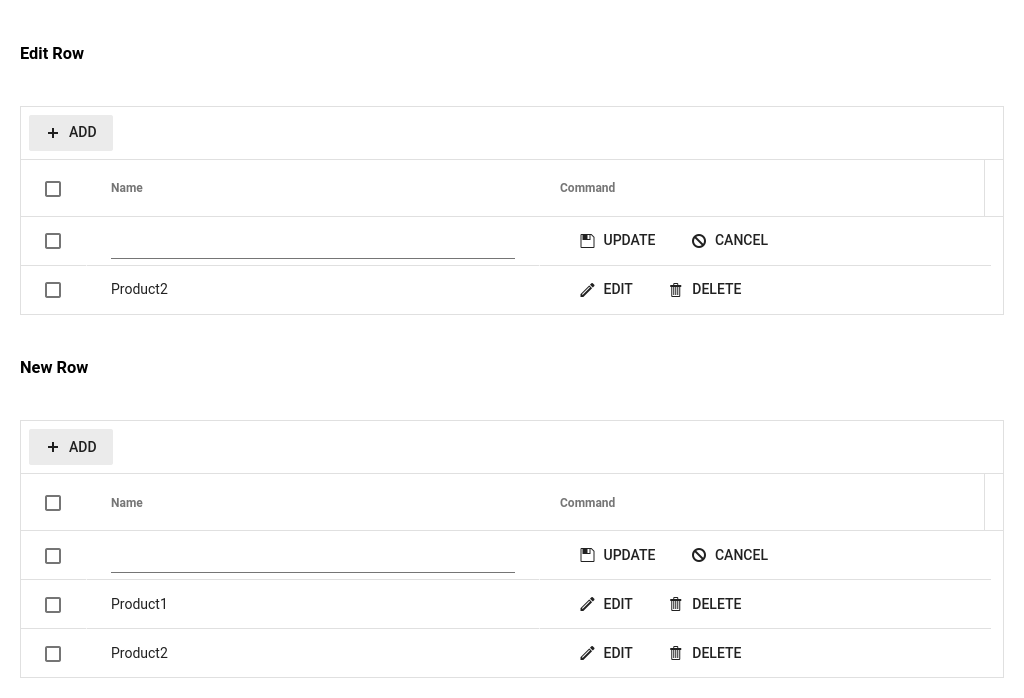 Edit Row
ADD
Name Command
UPDATE CANCEL
Product2 EDIT DELETE
New Row
ADD
Name Command
UPDATE CANCEL
Product1 EDIT DELETE
Product2 EDIT DELETE